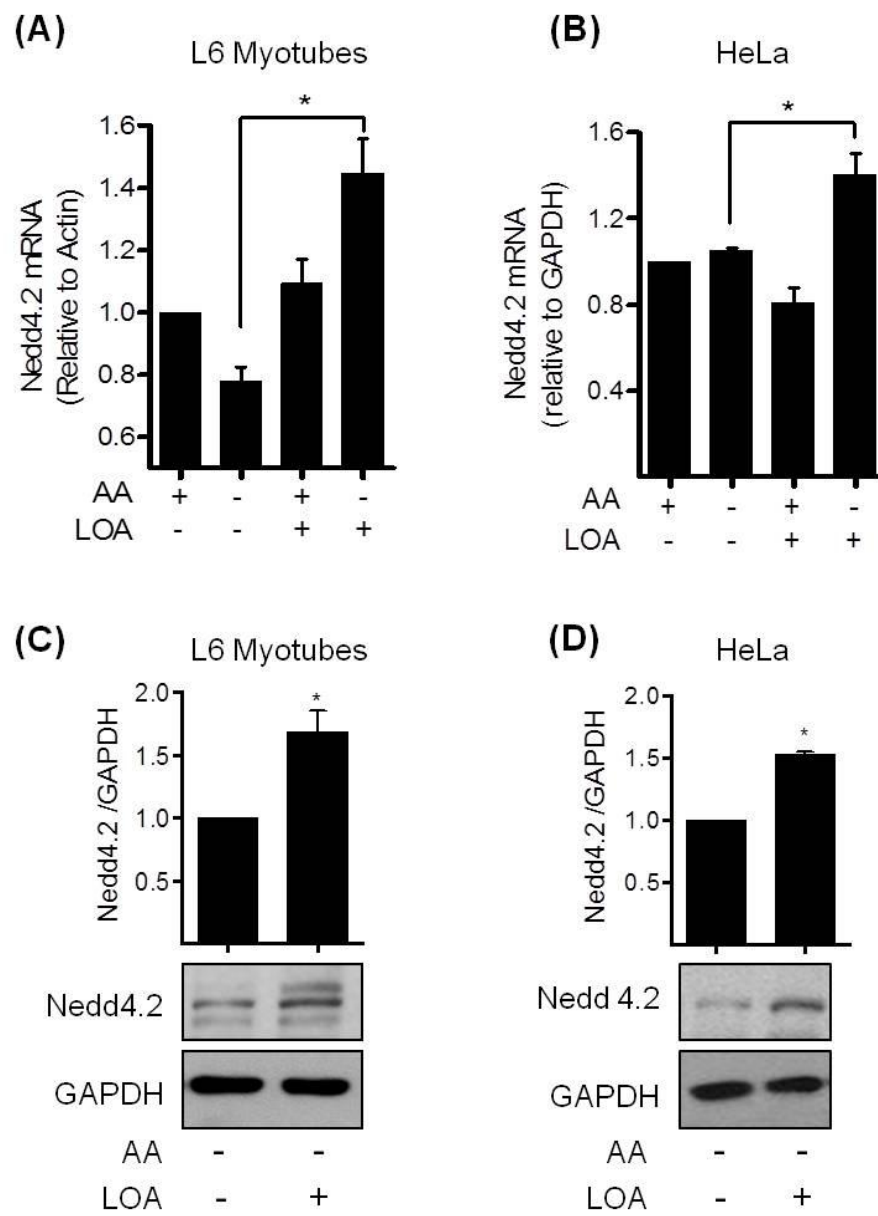 (A)
L6 Myotubes
*
Nedd4.2 mRNA
(Relative to Actin)
1.6
1.4
1.2
1.0
0.8
0.6
AA + - + -
LOA - - + +
(B)
HeLa
*
Nedd4.2 mRNA
(relative to GAPDH)
1.6
1.2
0.8
0.4
AA + - + -
LOA - - + +
(C)
L6 Myotubes
*
Nedd4.2 /GAPDH
2.0
1.5
1.0
0.5
Nedd4.2
GAPDH
AA - -
LOA - +
(D)
HeLa
*
Nedd4.2 /GAPDH
2.0
1.5
1.0
0.5
Nedd 4.2
GAPDH
AA - -
LOA - +